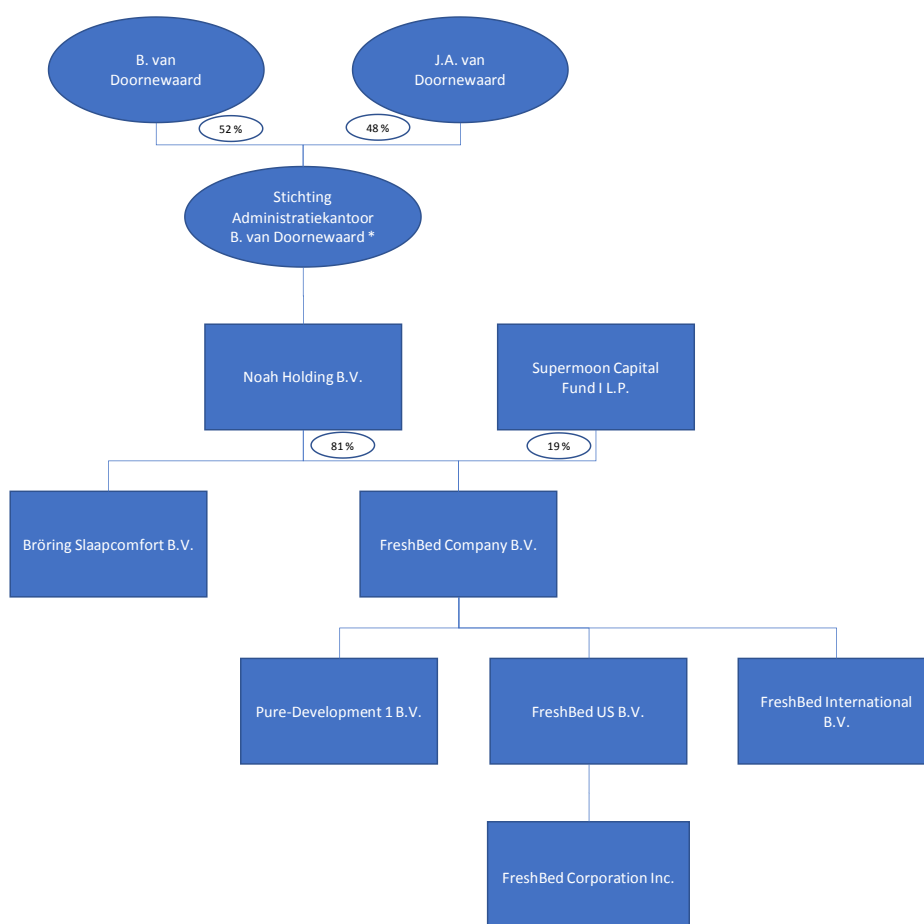 B. van
Doornewaard
J.A. van
Doornewaard
52 %
48 %
Stichting
Administratiekantoor
B. van Doornewaard *
Noah Holding B.V.
Supermoon Capital
Fund I L.P.
81 %
19 %
Bröring Slaapcomfort B.V.
FreshBed Company B.V.
Pure-Development 1 B.V.
FreshBed US B.V.
FreshBed International
B.V.
FreshBed Corporation Inc.